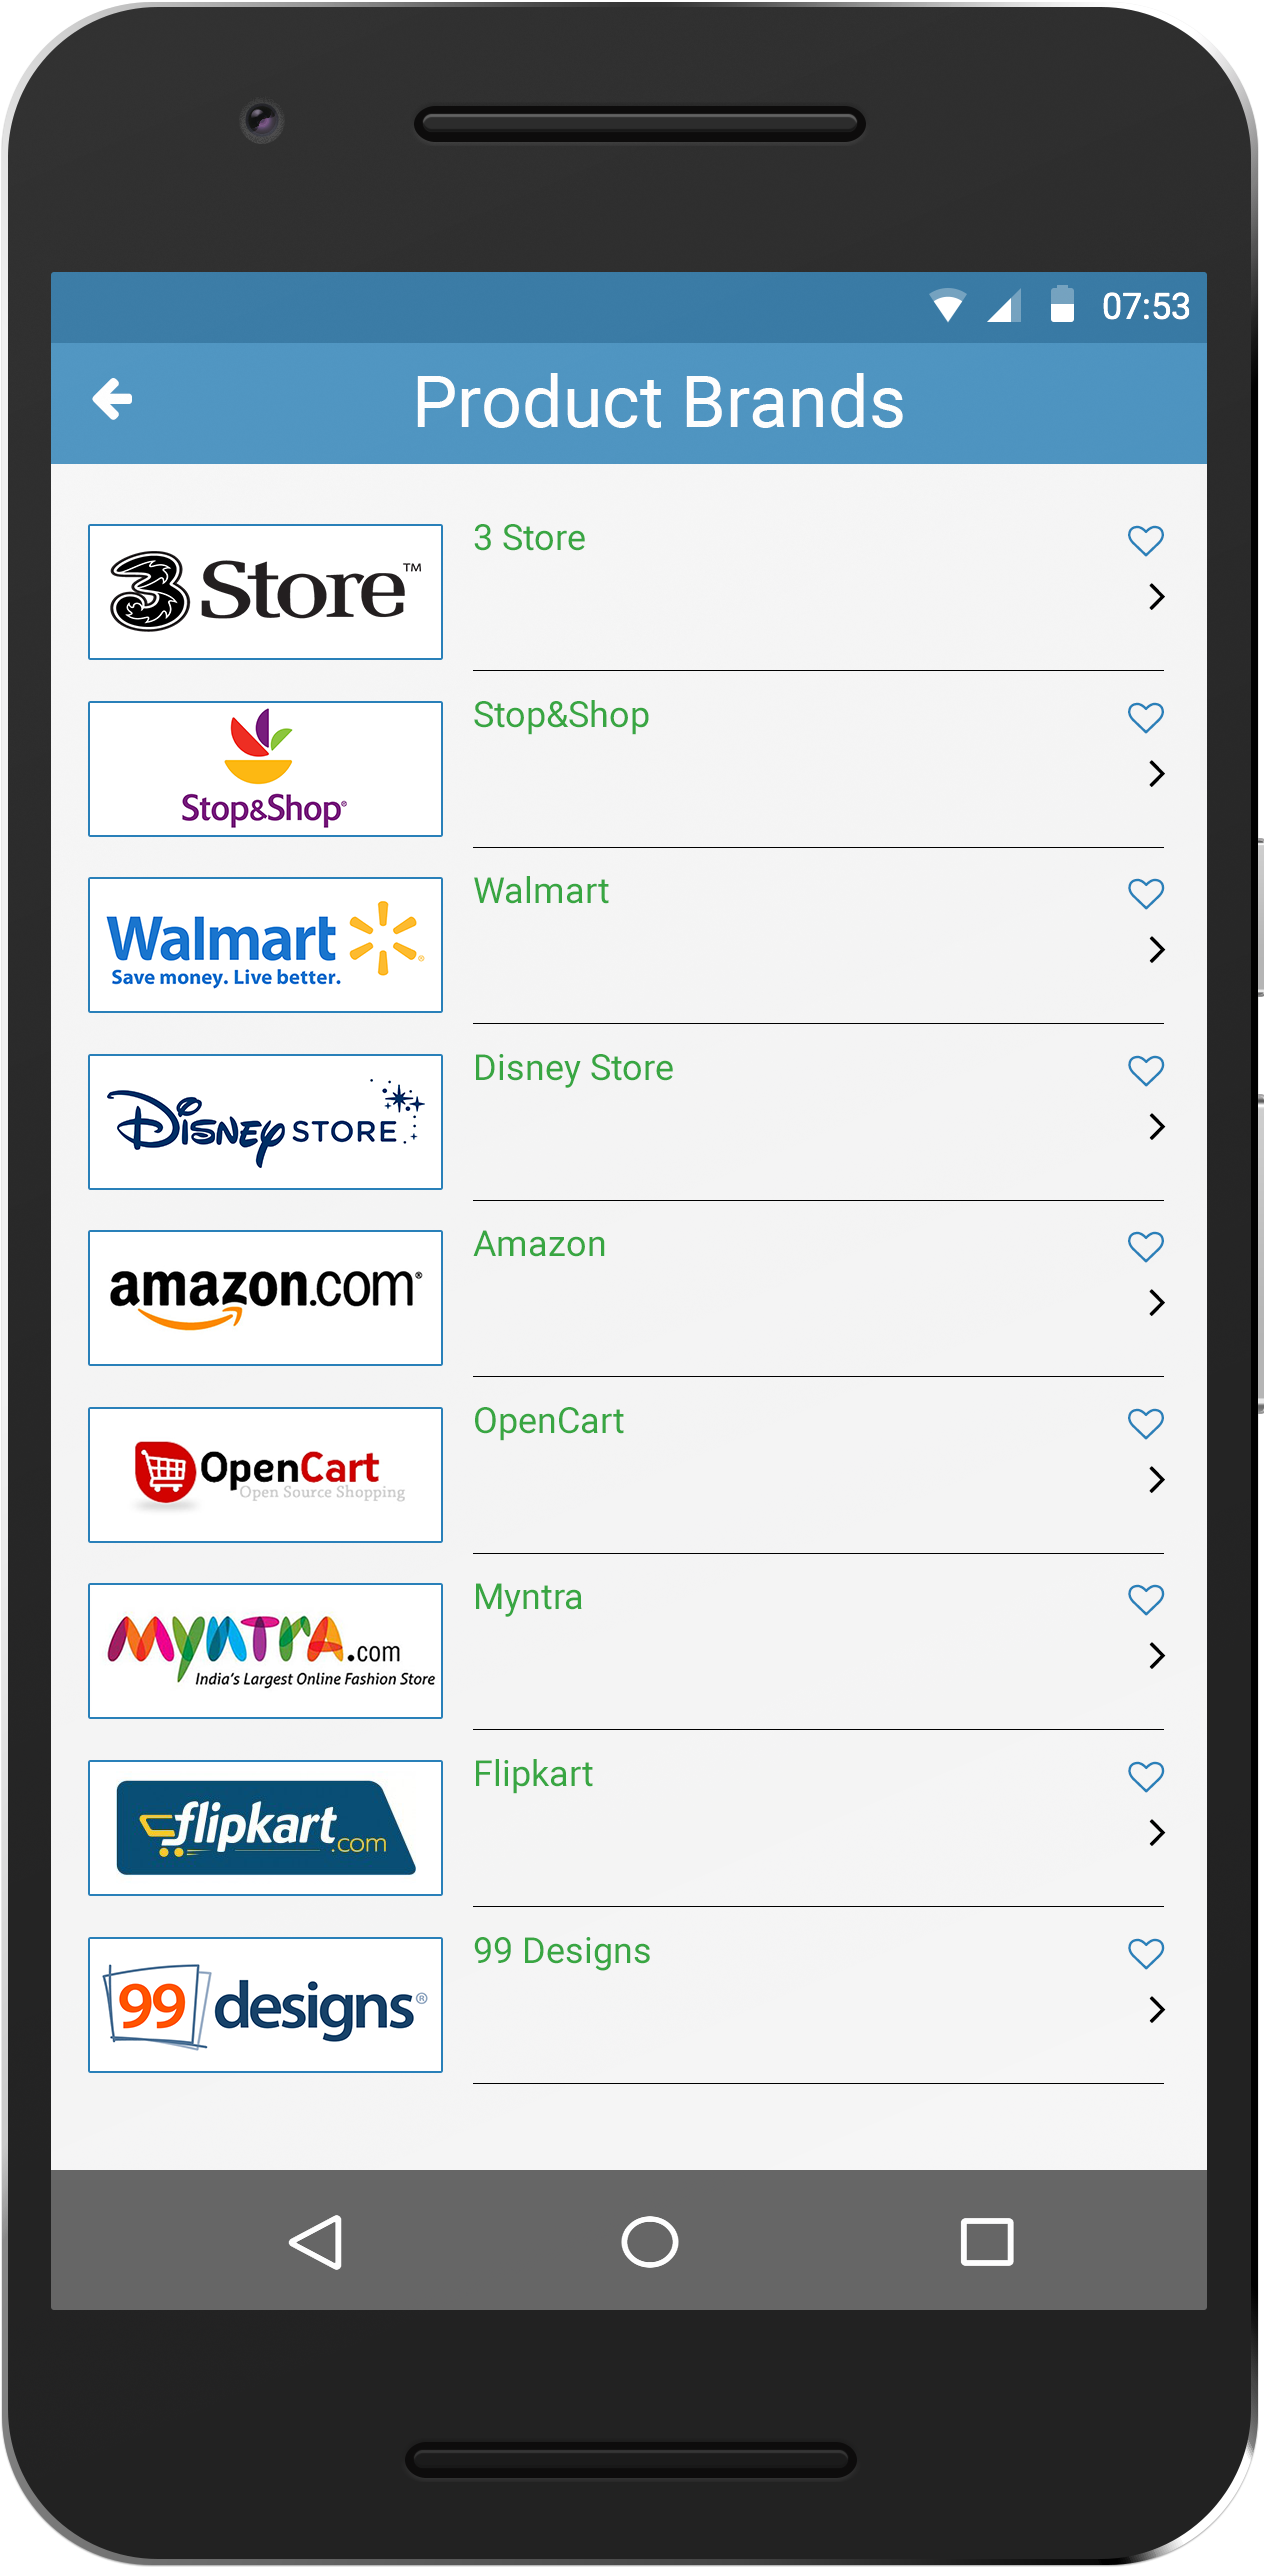 07:53
Product Brands
3 Store™
3 Store
Stop&Shop®
Stop&Shop
Walmart
Save money. Live better.
Walmart
Disney STORE
Disney Store
amazon.com®
Amazon
OpenCart
Open Source Shopping
OpenCart
Myntra.com
India's Largest Online Fashion Store
Myntra
flipkart.com
Flipkart
99designs®
99 Designs